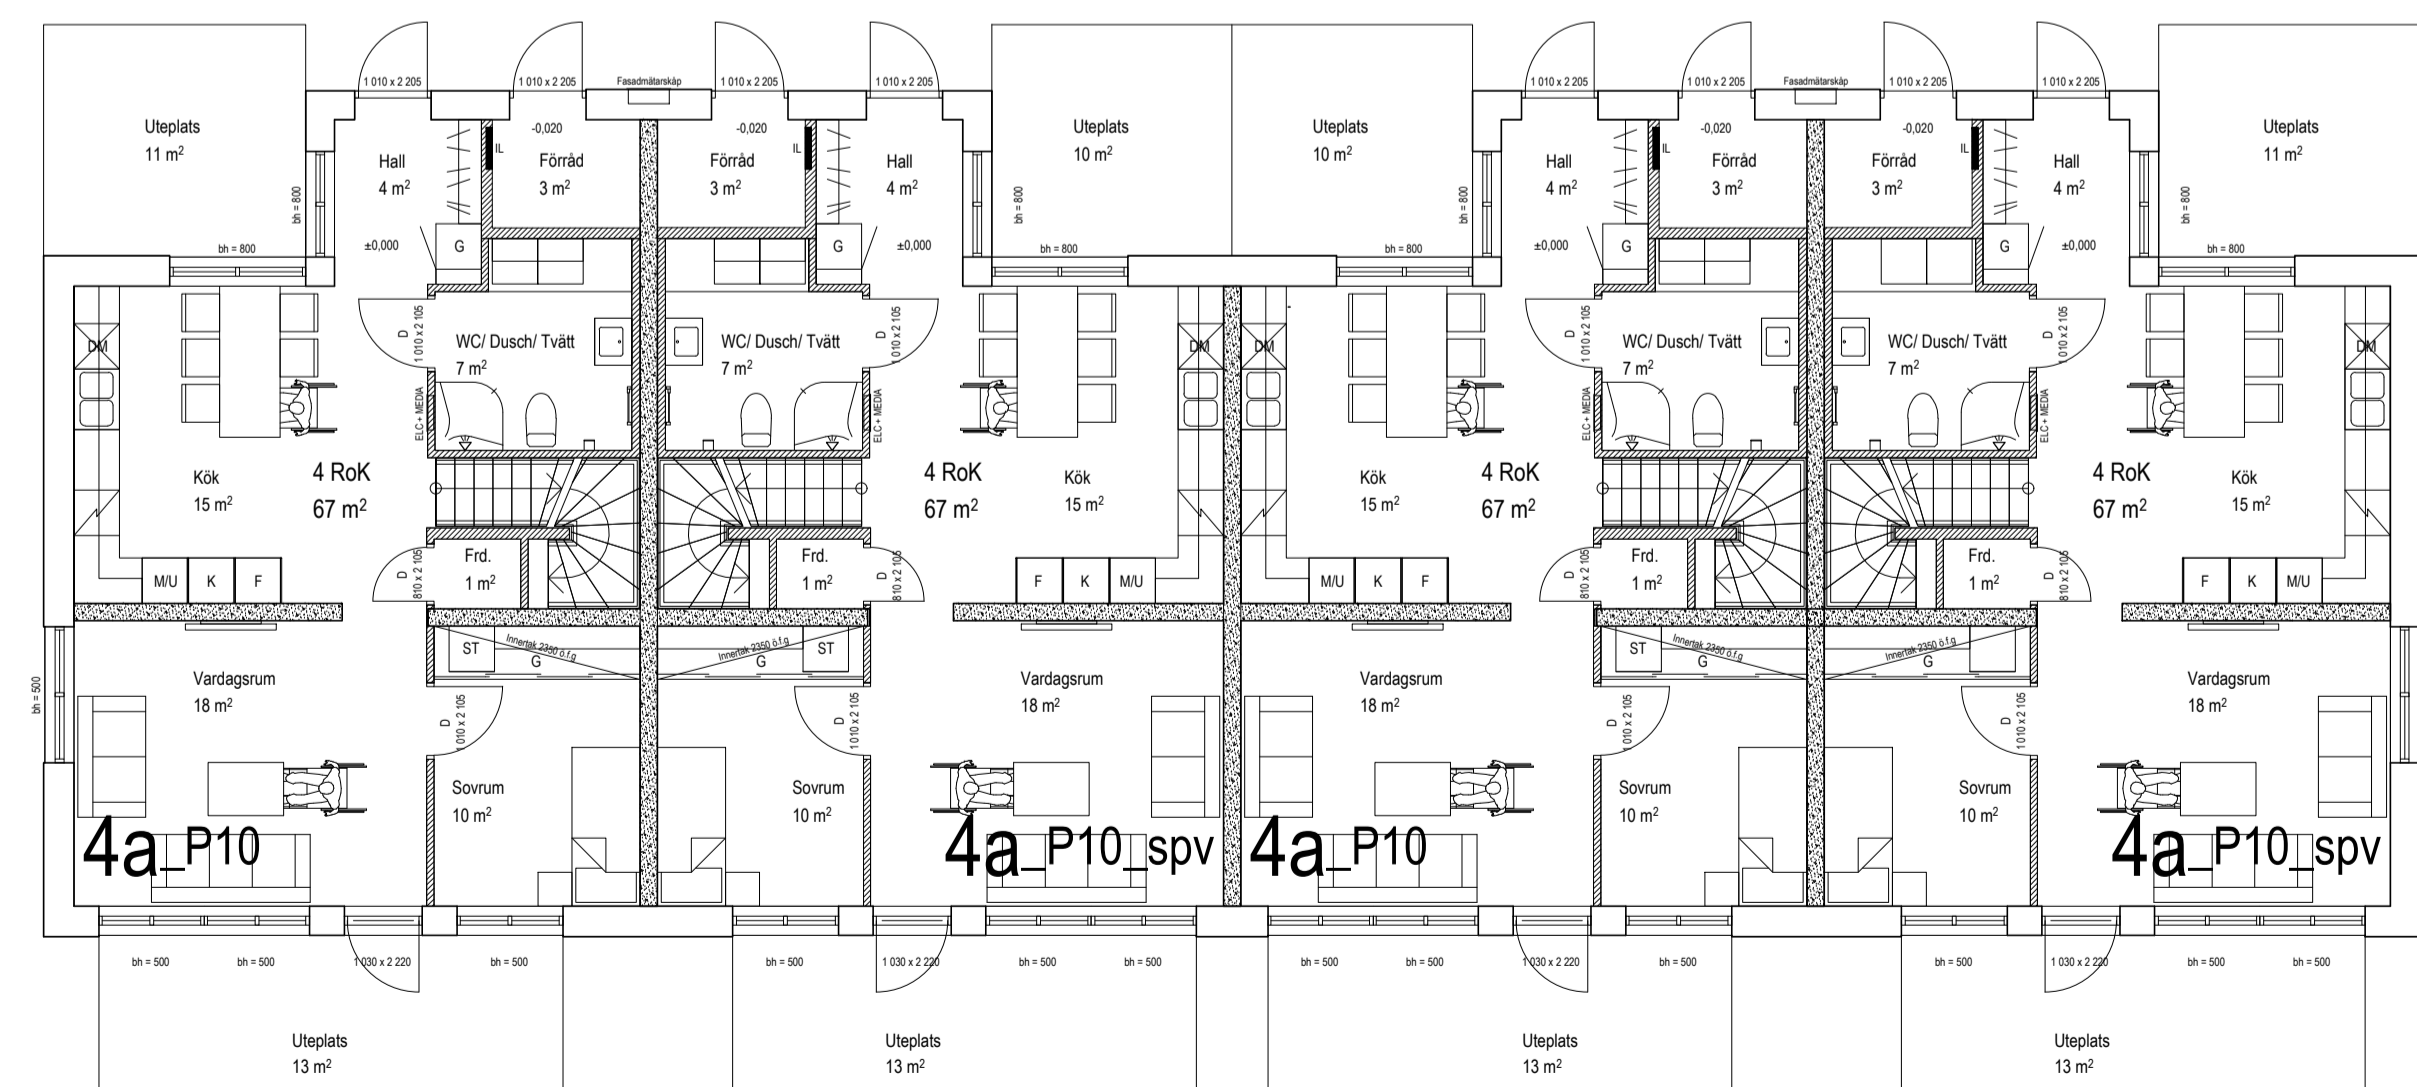 1 010 x 2 205
1 010 x 2 205
Fasadmätarskåp
1 010 x 2 205
1 010 x 2 205
1 010 x 2 205
1 010 x 2 205
Fasadmätarskåp
1 010 x 2 205
1 010 x 2 205
Uteplats
11 m²
Hall
4 m²
-0,020
IL
Förråd
3 m²
-0,020
IL
Förråd
3 m²
Hall
4 m²
Uteplats
10 m²
Uteplats
10 m²
Hall
4 m²
-0,020
IL
Förråd
3 m²
-0,020
IL
Förråd
3 m²
Hall
4 m²
Uteplats
11 m²
bh = 800
bh = 800
bh = 800
bh = 800
bh = 800
bh = 800
bh = 800
bh = 800
±0,000
G
G
±0,000
±0,000
G
G
±0,000
DM
D
1 010 x 2 105
WC/ Dusch/ Tvätt
7 m²
WC/ Dusch/ Tvätt
7 m²
D
1 010 x 2 105
DM
DM
D
1 010 x 2 105
WC/ Dusch/ Tvätt
7 m²
WC/ Dusch/ Tvätt
7 m²
D
1 010 x 2 105
DM
ELC + MEDIA
ELC + MEDIA
ELC + MEDIA
ELC + MEDIA
Kök
15 m²
4 RoK
67 m²
4 RoK
67 m²
Kök
15 m²
Kök
15 m²
4 RoK
67 m²
4 RoK
67 m²
Kök
15 m²
M/U
K
F
D
810 x 2 105
Frd.
1 m²
Frd.
1 m²
D
810 x 2 105
F
K
M/U
M/U
K
F
D
810 x 2 105
Frd.
1 m²
Frd.
1 m²
D
810 x 2 105
F
K
M/U
ST
Innertak 2350 ö.f.g
G
Innertak 2350 ö.f.g
G
ST
ST
Innertak 2350 ö.f.g
G
Innertak 2350 ö.f.g
G
bh = 500
Vardagsrum
18 m²
D
1 010 x 2 105
D
1 010 x 2 105
Vardagsrum
18 m²
Vardagsrum
18 m²
D
1 010 x 2 105
D
1 010 x 2 105
Vardagsrum
18 m²
Sovrum
10 m²
Sovrum
10 m²
Sovrum
10 m²
Sovrum
10 m²
4a_P10
4a_P10_spv
4a_P10
4a_P10_spv
bh = 500
bh = 500
1 030 x 2 220
bh = 500
bh = 500
1 030 x 2 220
bh = 500
bh = 500
bh = 500
bh = 500
1 030 x 2 220
bh = 500
bh = 500
1 030 x 2 220
bh = 500
bh = 500
Uteplats
13 m²
Uteplats
13 m²
Uteplats
13 m²
Uteplats
13 m²